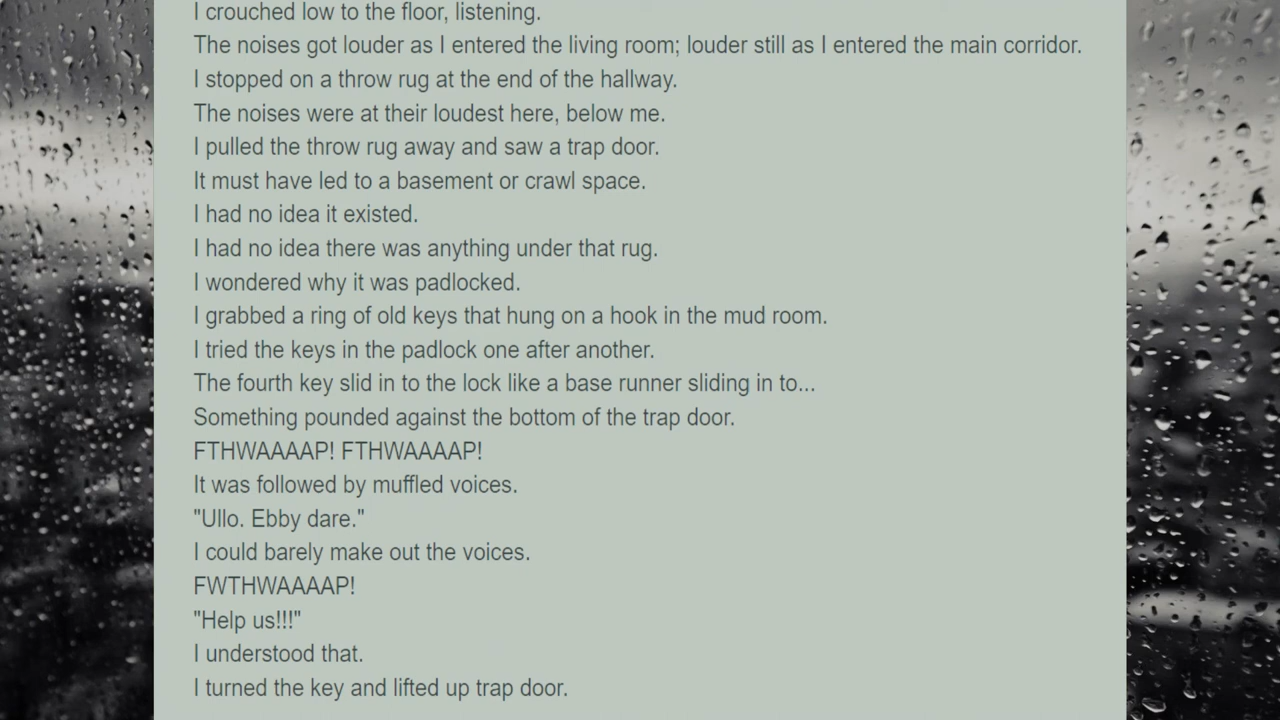 I crouched low to the floor, listening.
The noises got louder as I entered the living room; louder still as I entered the main corridor.
I stopped on a throw rug at the end of the hallway.
The noises were at their loudest here, below me.
I pulled the throw rug away and saw a trap door.
It must have led to a basement or crawl space.
I had no idea it existed.
I had no idea there was anything under that rug.
I wondered why it was padlocked.
I grabbed a ring of old keys that hung on a hook in the mud room.
I tried the keys in the padlock one after another.
The fourth key slid in to the lock like a base runner sliding in to...
Something pounded against the bottom of the trap door.
FTHWAAAAP! FTHWAAAAP!
It was followed by muffled voices.
"Ullo. Ebby dare."
I could barely make out the voices.
FWTHWAAAAP!
"Help us!!!"
I understood that.
I turned the key and lifted up trap door.